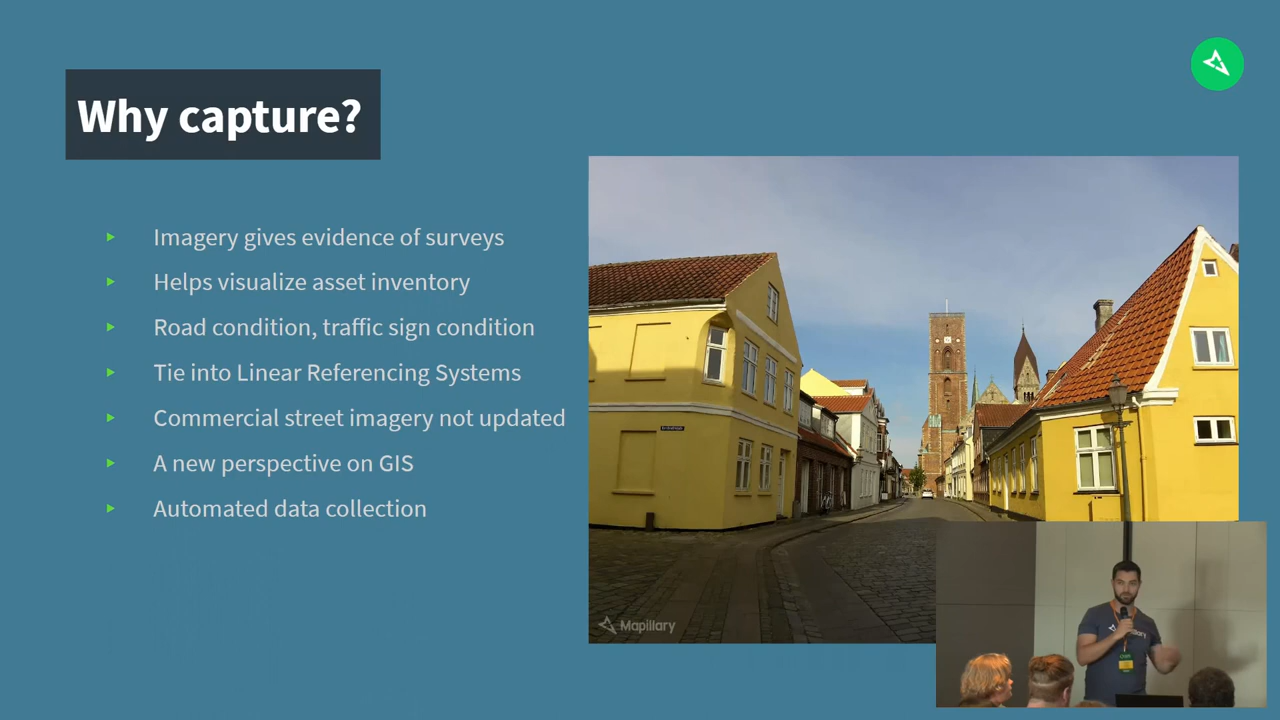 Why capture?
Imagery gives evidence of surveys
Helps visualize asset inventory
Road condition, traffic sign condition
Tie into Linear Referencing Systems
Commercial street imagery not updated
A new perspective on GIS
Automated data collection
Mapillary